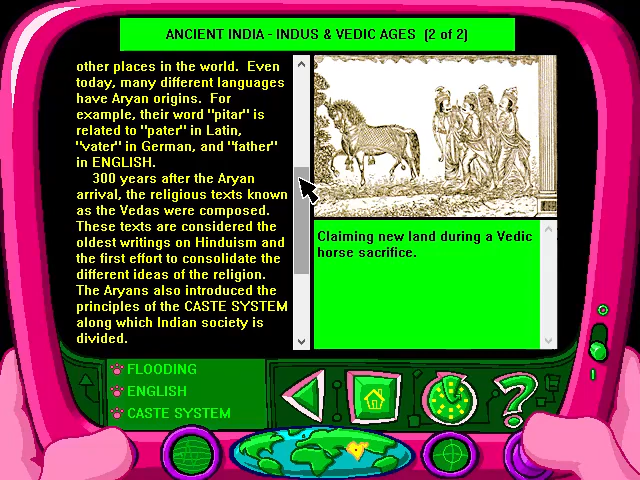 ANCIENT INDIA - INDUS & VEDIC AGES (2 of 2)
other places in the world. Even
today, many different languages
have Aryan origins. For
example, their word "pitar" is
related to "pater" in Latin,
"vater" in German, and "father"
in ENGLISH.
300 years after the Aryan
arrival, the religious texts known
as the Vedas were composed.
These texts are considered the
oldest writings on Hinduism and
the first effort to consolidate the
different ideas of the religion.
The Aryans also introduced the
principles of the CASTE SYSTEM
along which Indian society is
divided.
Claiming new land during a Vedic
horse sacrifice.
FLOODING
ENGLISH
CASTE SYSTEM
?